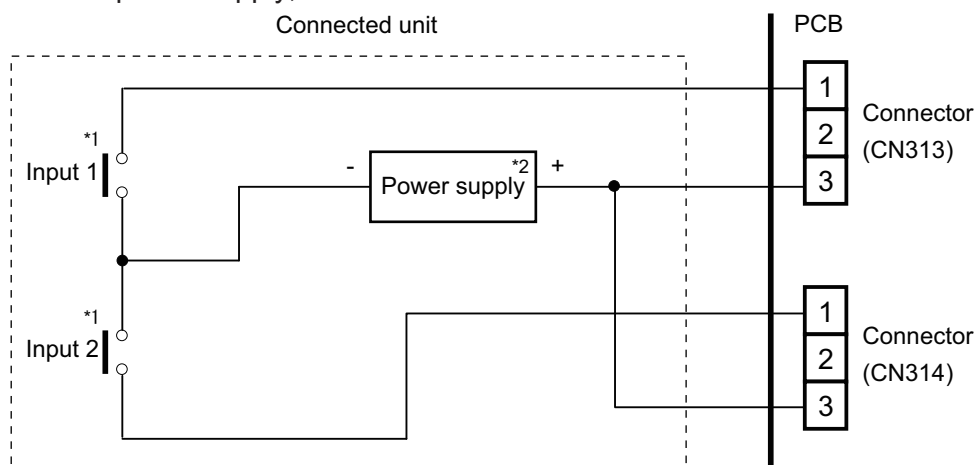 Connected unit
PCB
1
2
3
Connector
(CN313)
*1
Input 1
-
Power supply
*2
+
*1
Input 2
1
2
3
Connector
(CN314)